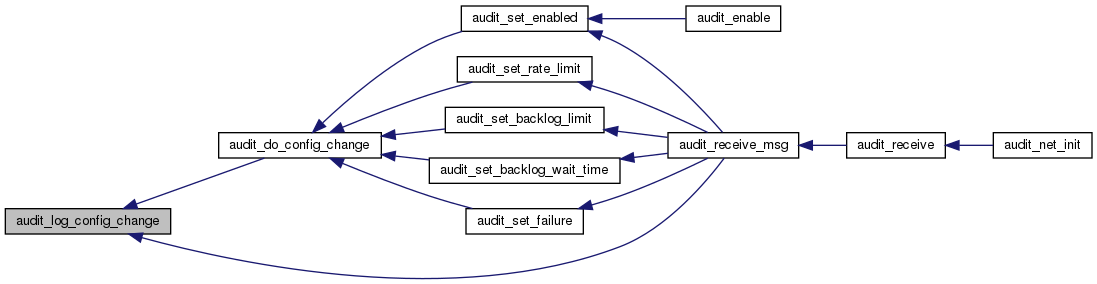 audit_set_enabled
audit_enable
audit_set_rate_limit
audit_set_backlog_limit
audit_do_config_change
audit_receive_msg
audit_receive
audit_net_init
audit_set_backlog_wait_time
audit_log_config_change
audit_set_failure